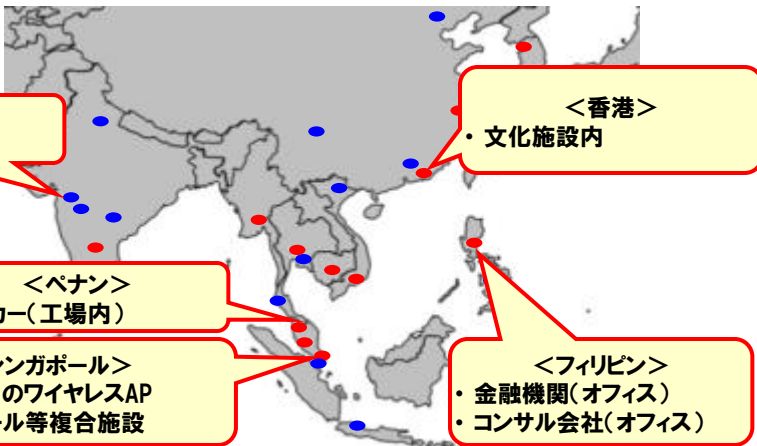 <香港>
・ 文化施設内
<ペナン>
カー(工場内)
ンガポール>
のワイヤレスAP
ル等複合施設
<フィリピン>
・ 金融機関(オフィス)
・ コンサル会社(オフィス)